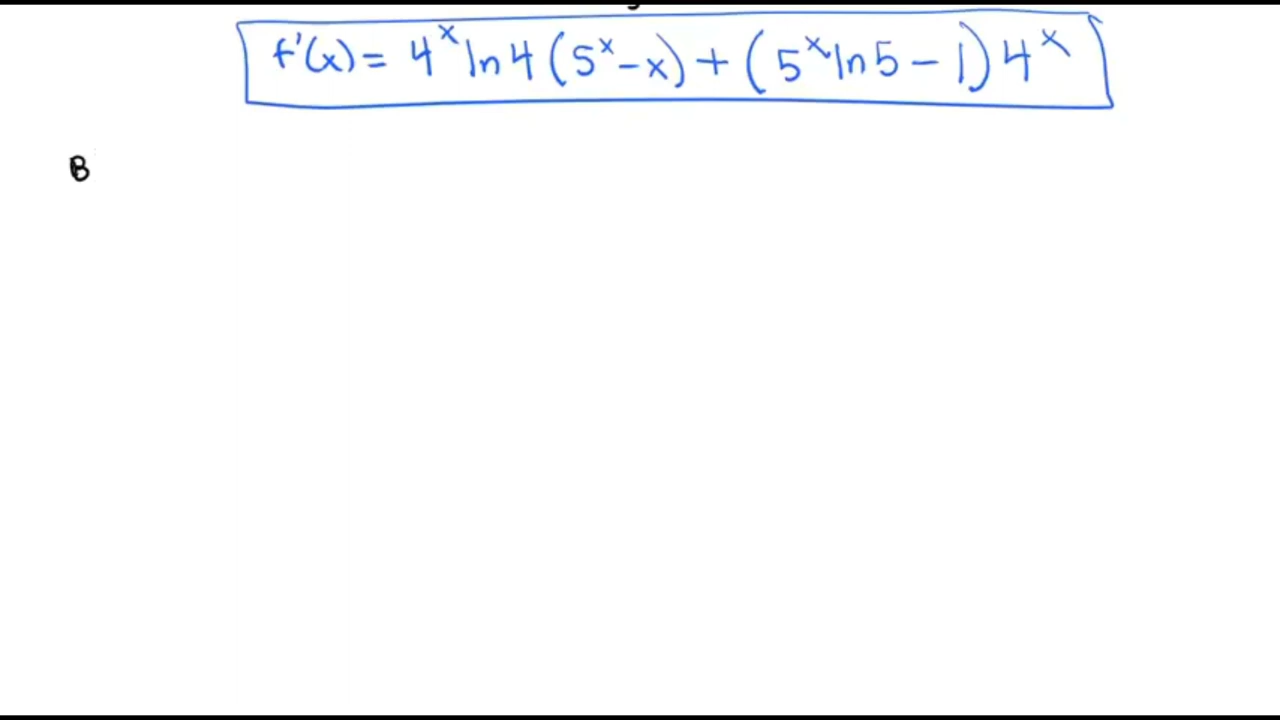 f'(x) = 4^x ln 4 (5^x - x) + (5^x ln 5 - 1) 4^x
B